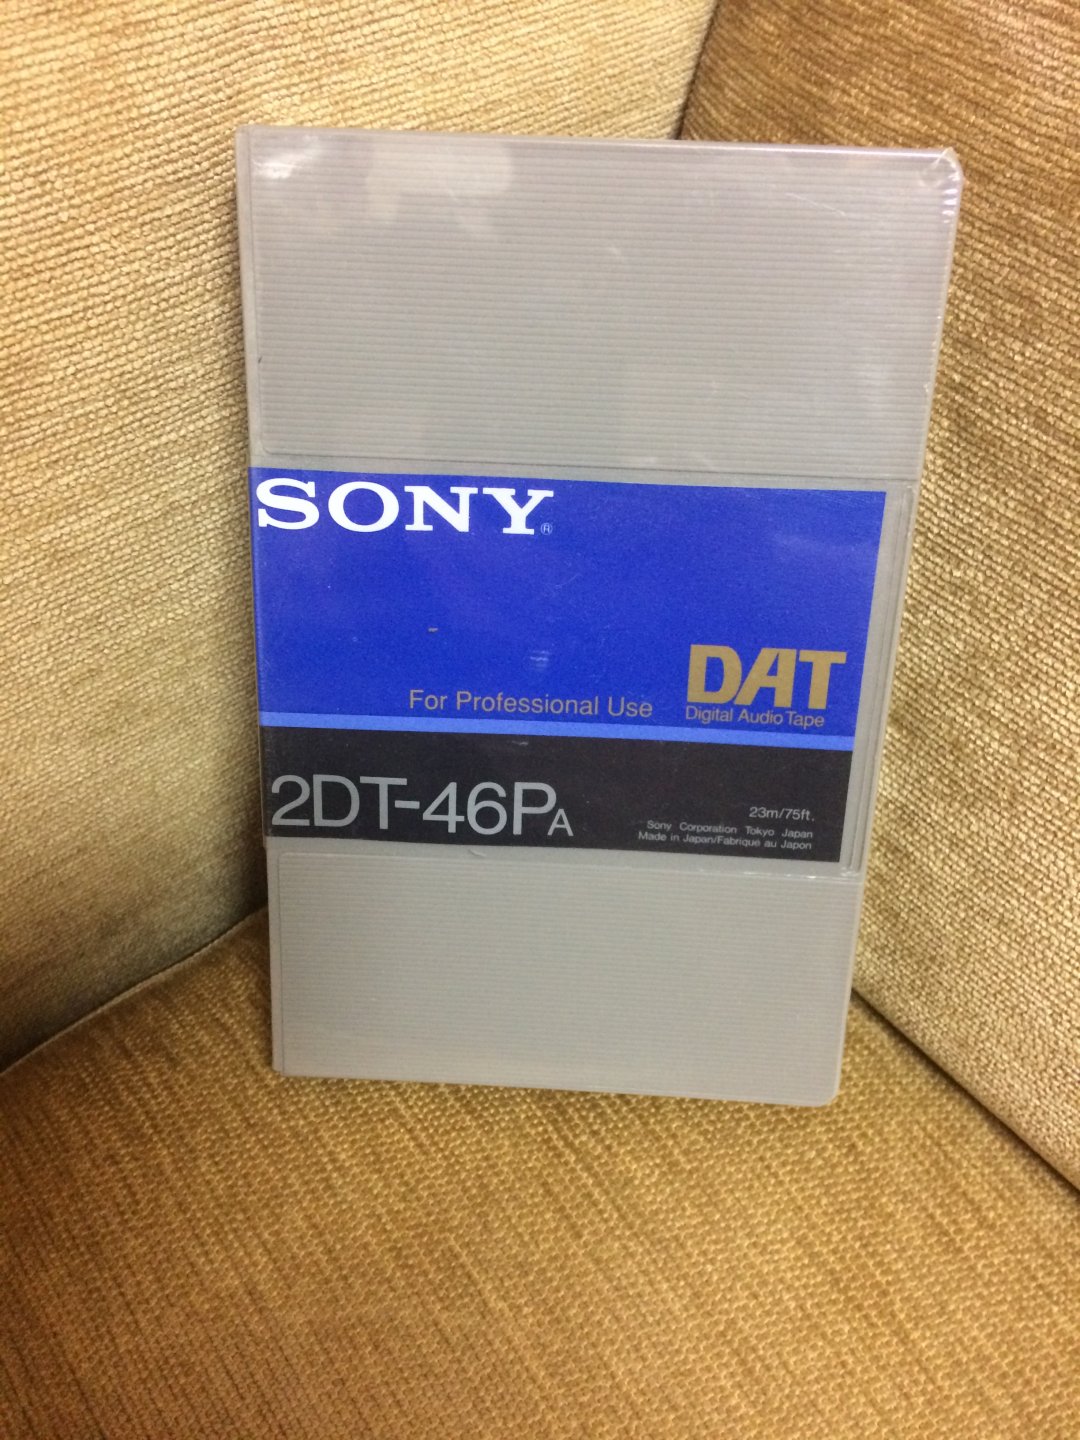 SONY®
For Professional Use
DAT
Digital Audio Tape
2DT-46PA
23m/75ft.
Sony Corporation Tokyo Japan
Made in Japan/Fabriqué au Japon